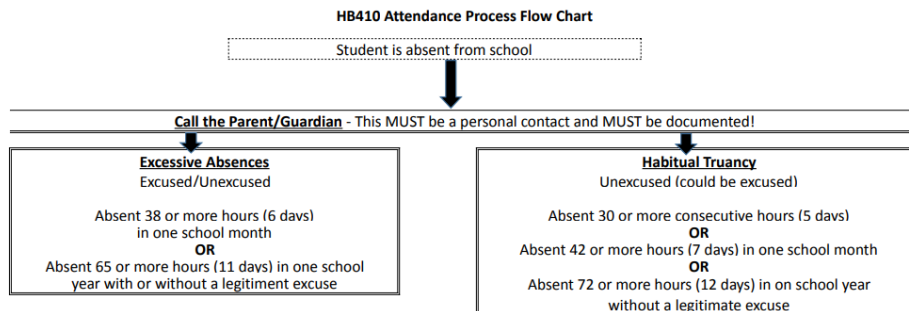 HB410 Attendance Process Flow Chart
Student is absent from school
Call the Parent/Guardian - This MUST be a personal contact and MUST be documented!
Excessive Absences
Excused/Unexcused
Absent 38 or more hours (6 days)
in one school month
OR
Absent 65 or more hours (11 days) in one school
year with or without a legitiment excuse
Habitual Truancy
Unexcused (could be excused)
Absent 30 or more consecutive hours (5 days)
OR
Absent 42 or more hours (7 days) in one school month
OR
Absent 72 or more hours (12 days) in on school year
without a legitimate excuse